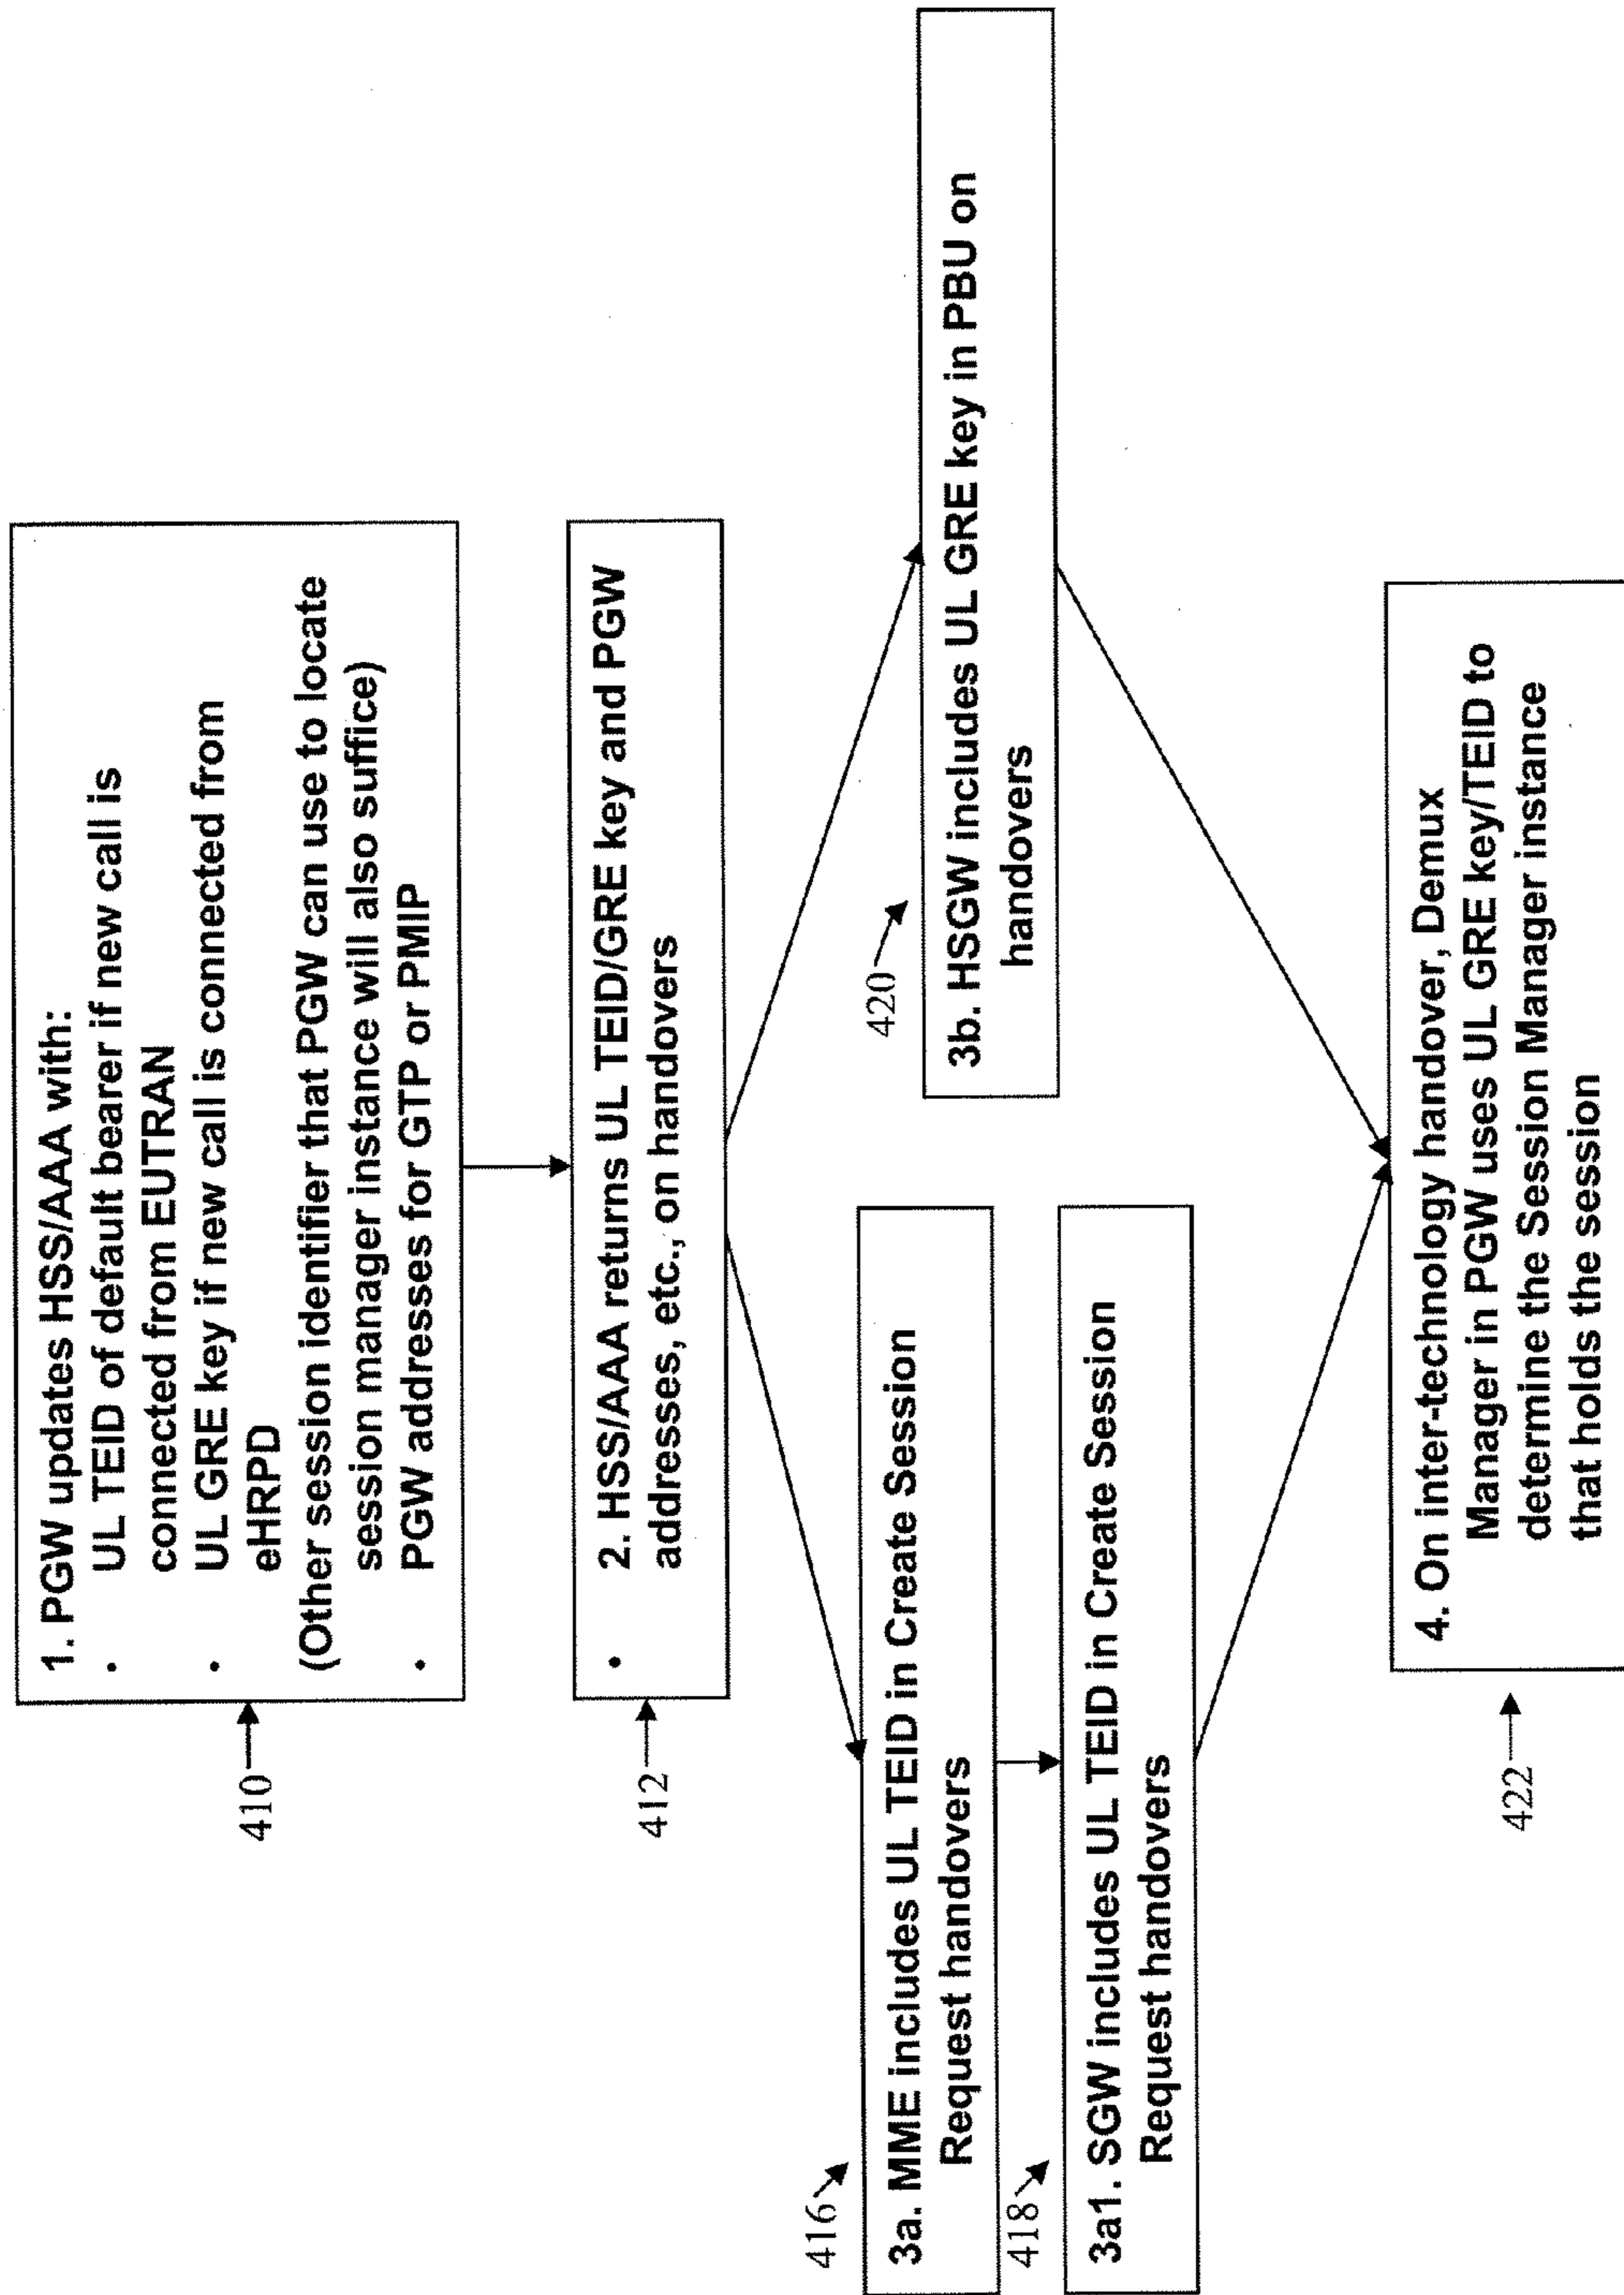 1. PGW updates HSS/AAA with:
• UL TEID of default bearer if new call is
connected from EUTRAN
• UL GRE key if new call is connected from
eHRPD
(Other session identifier that PGW can use to locate
session manager instance will also suffice)
• PGW addresses for GTP or PMIP
410
• 2. HSS/AAA returns UL TEID/GRE key and PGW
addresses, etc., on handovers
412
416
3a. MME includes UL TEID in Create Session
Request handovers
418
3a1. SGW includes UL TEID in Create Session
Request handovers
420
3b. HSGW includes UL GRE key in PBU on
handovers
4. On inter-technology handover, Demux
Manager in PGW uses UL GRE key/TEID to
determine the Session Manager instance
that holds the session
422